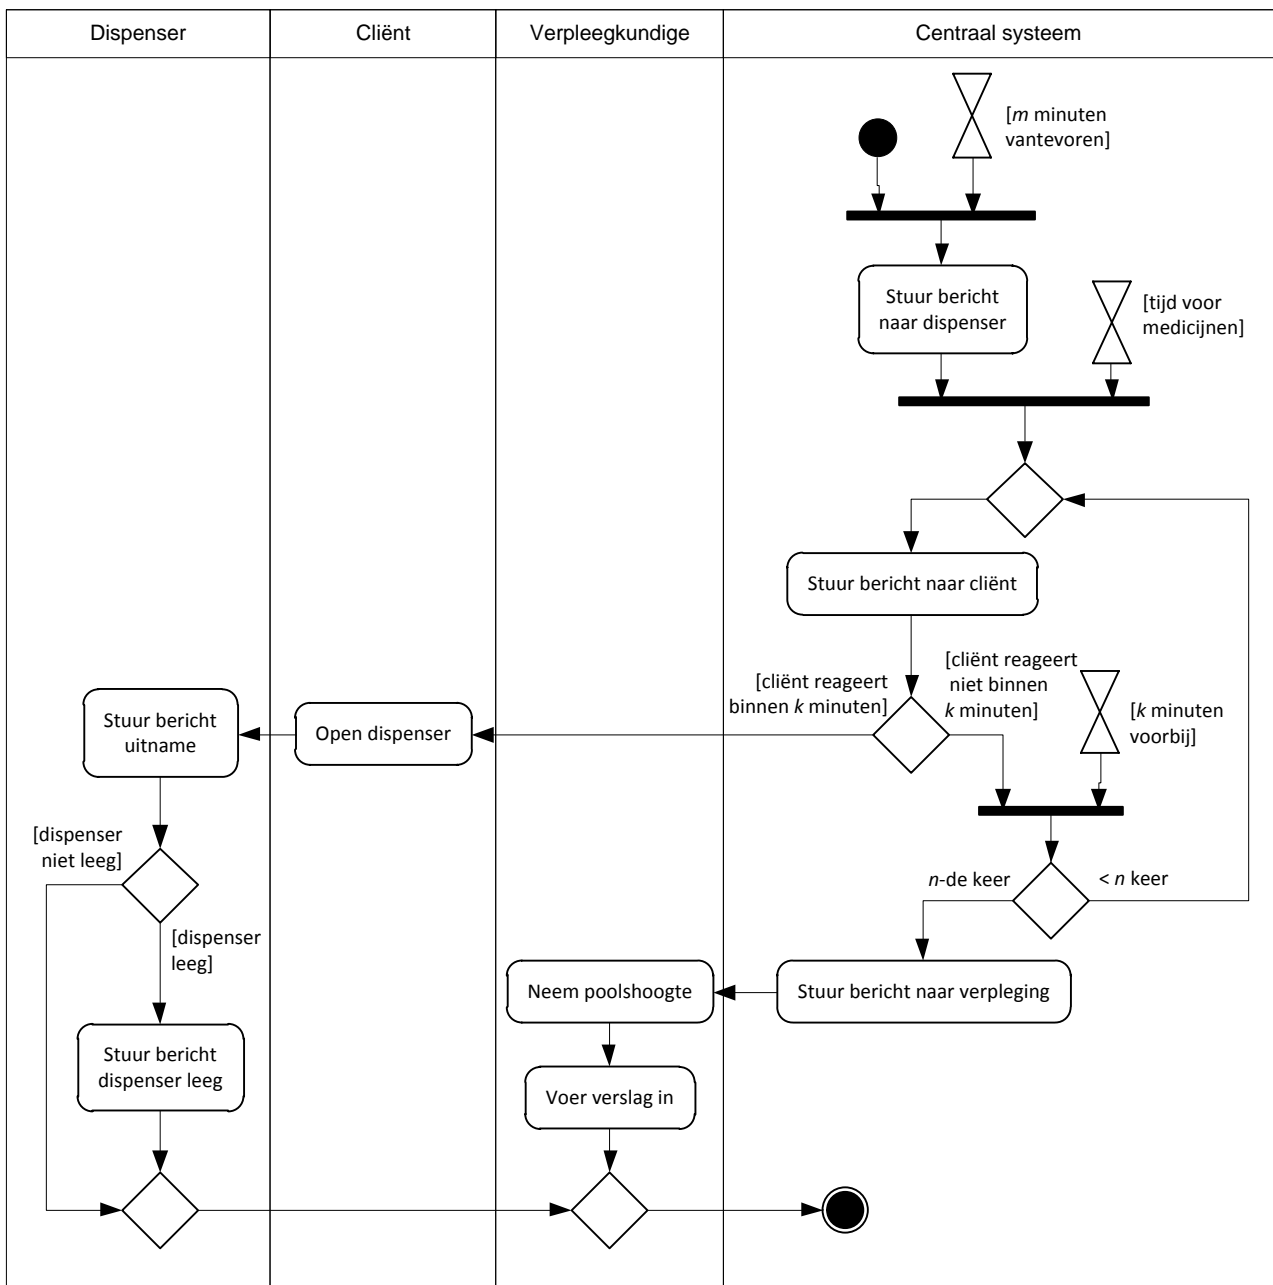 Dispenser
Cliënt
Verpleegkundige
Centraal systeem
[m minuten
vantevoren]
Stuur bericht
naar dispenser
[tijd voor
medicijnen]
Stuur bericht naar cliënt
[cliënt reageert
binnen k minuten]
[cliënt reageert
niet binnen
k minuten]
[k minuten
voorbij]
Open dispenser
Stuur bericht
uitname
[dispenser
niet leeg]
[dispenser
leeg]
n-de keer
< n keer
Stuur bericht naar verpleging
Neem poolshoogte
Stuur bericht
dispenser leeg
Voer verslag in